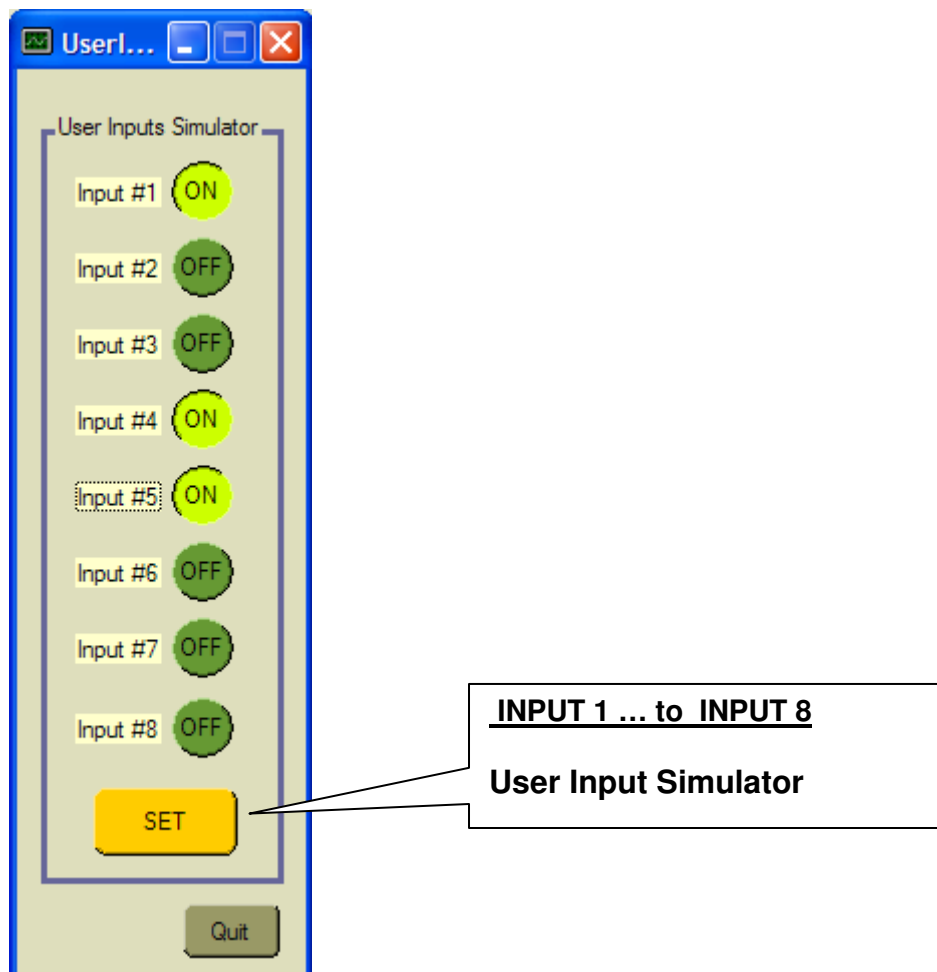 UserI...
User Inputs Simulator
Input #1 ON
Input #2 OFF
Input #3 OFF
Input #4 ON
Input #5 ON
Input #6 OFF
Input #7 OFF
Input #8 OFF
INPUT 1 ... to INPUT 8
User Input Simulator
SET
Quit